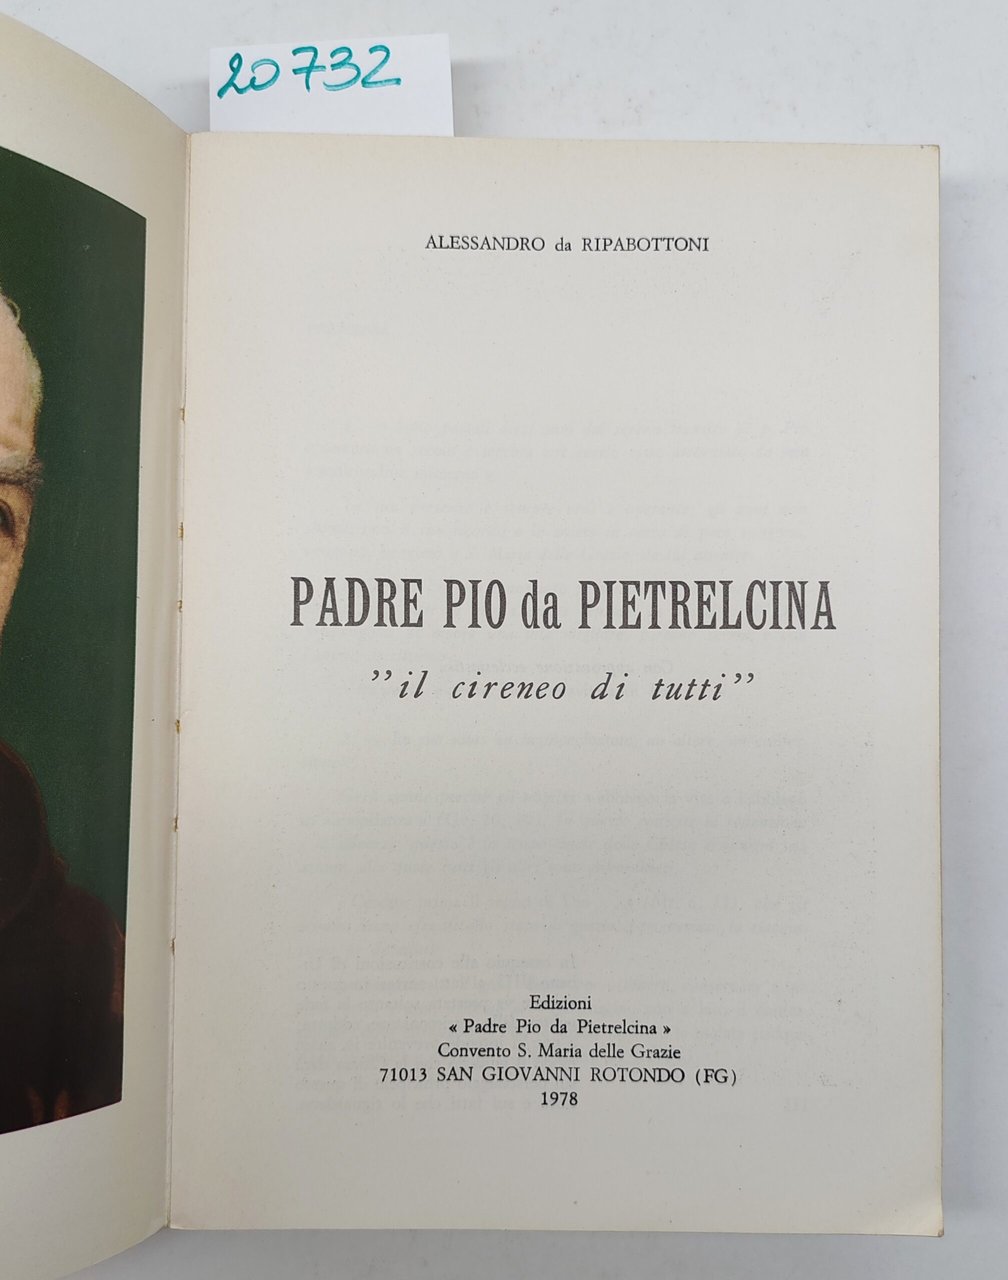 20732
ALESSANDRO da RIPABOTTONI
PADRE PIO da PIETRELCINA
”il cireneo di tutti”
Edizioni
« Padre Pio da Pietrelcina »
Convento S. Maria delle Grazie
71013 SAN GIOVANNI ROTONDO (FG)
1978